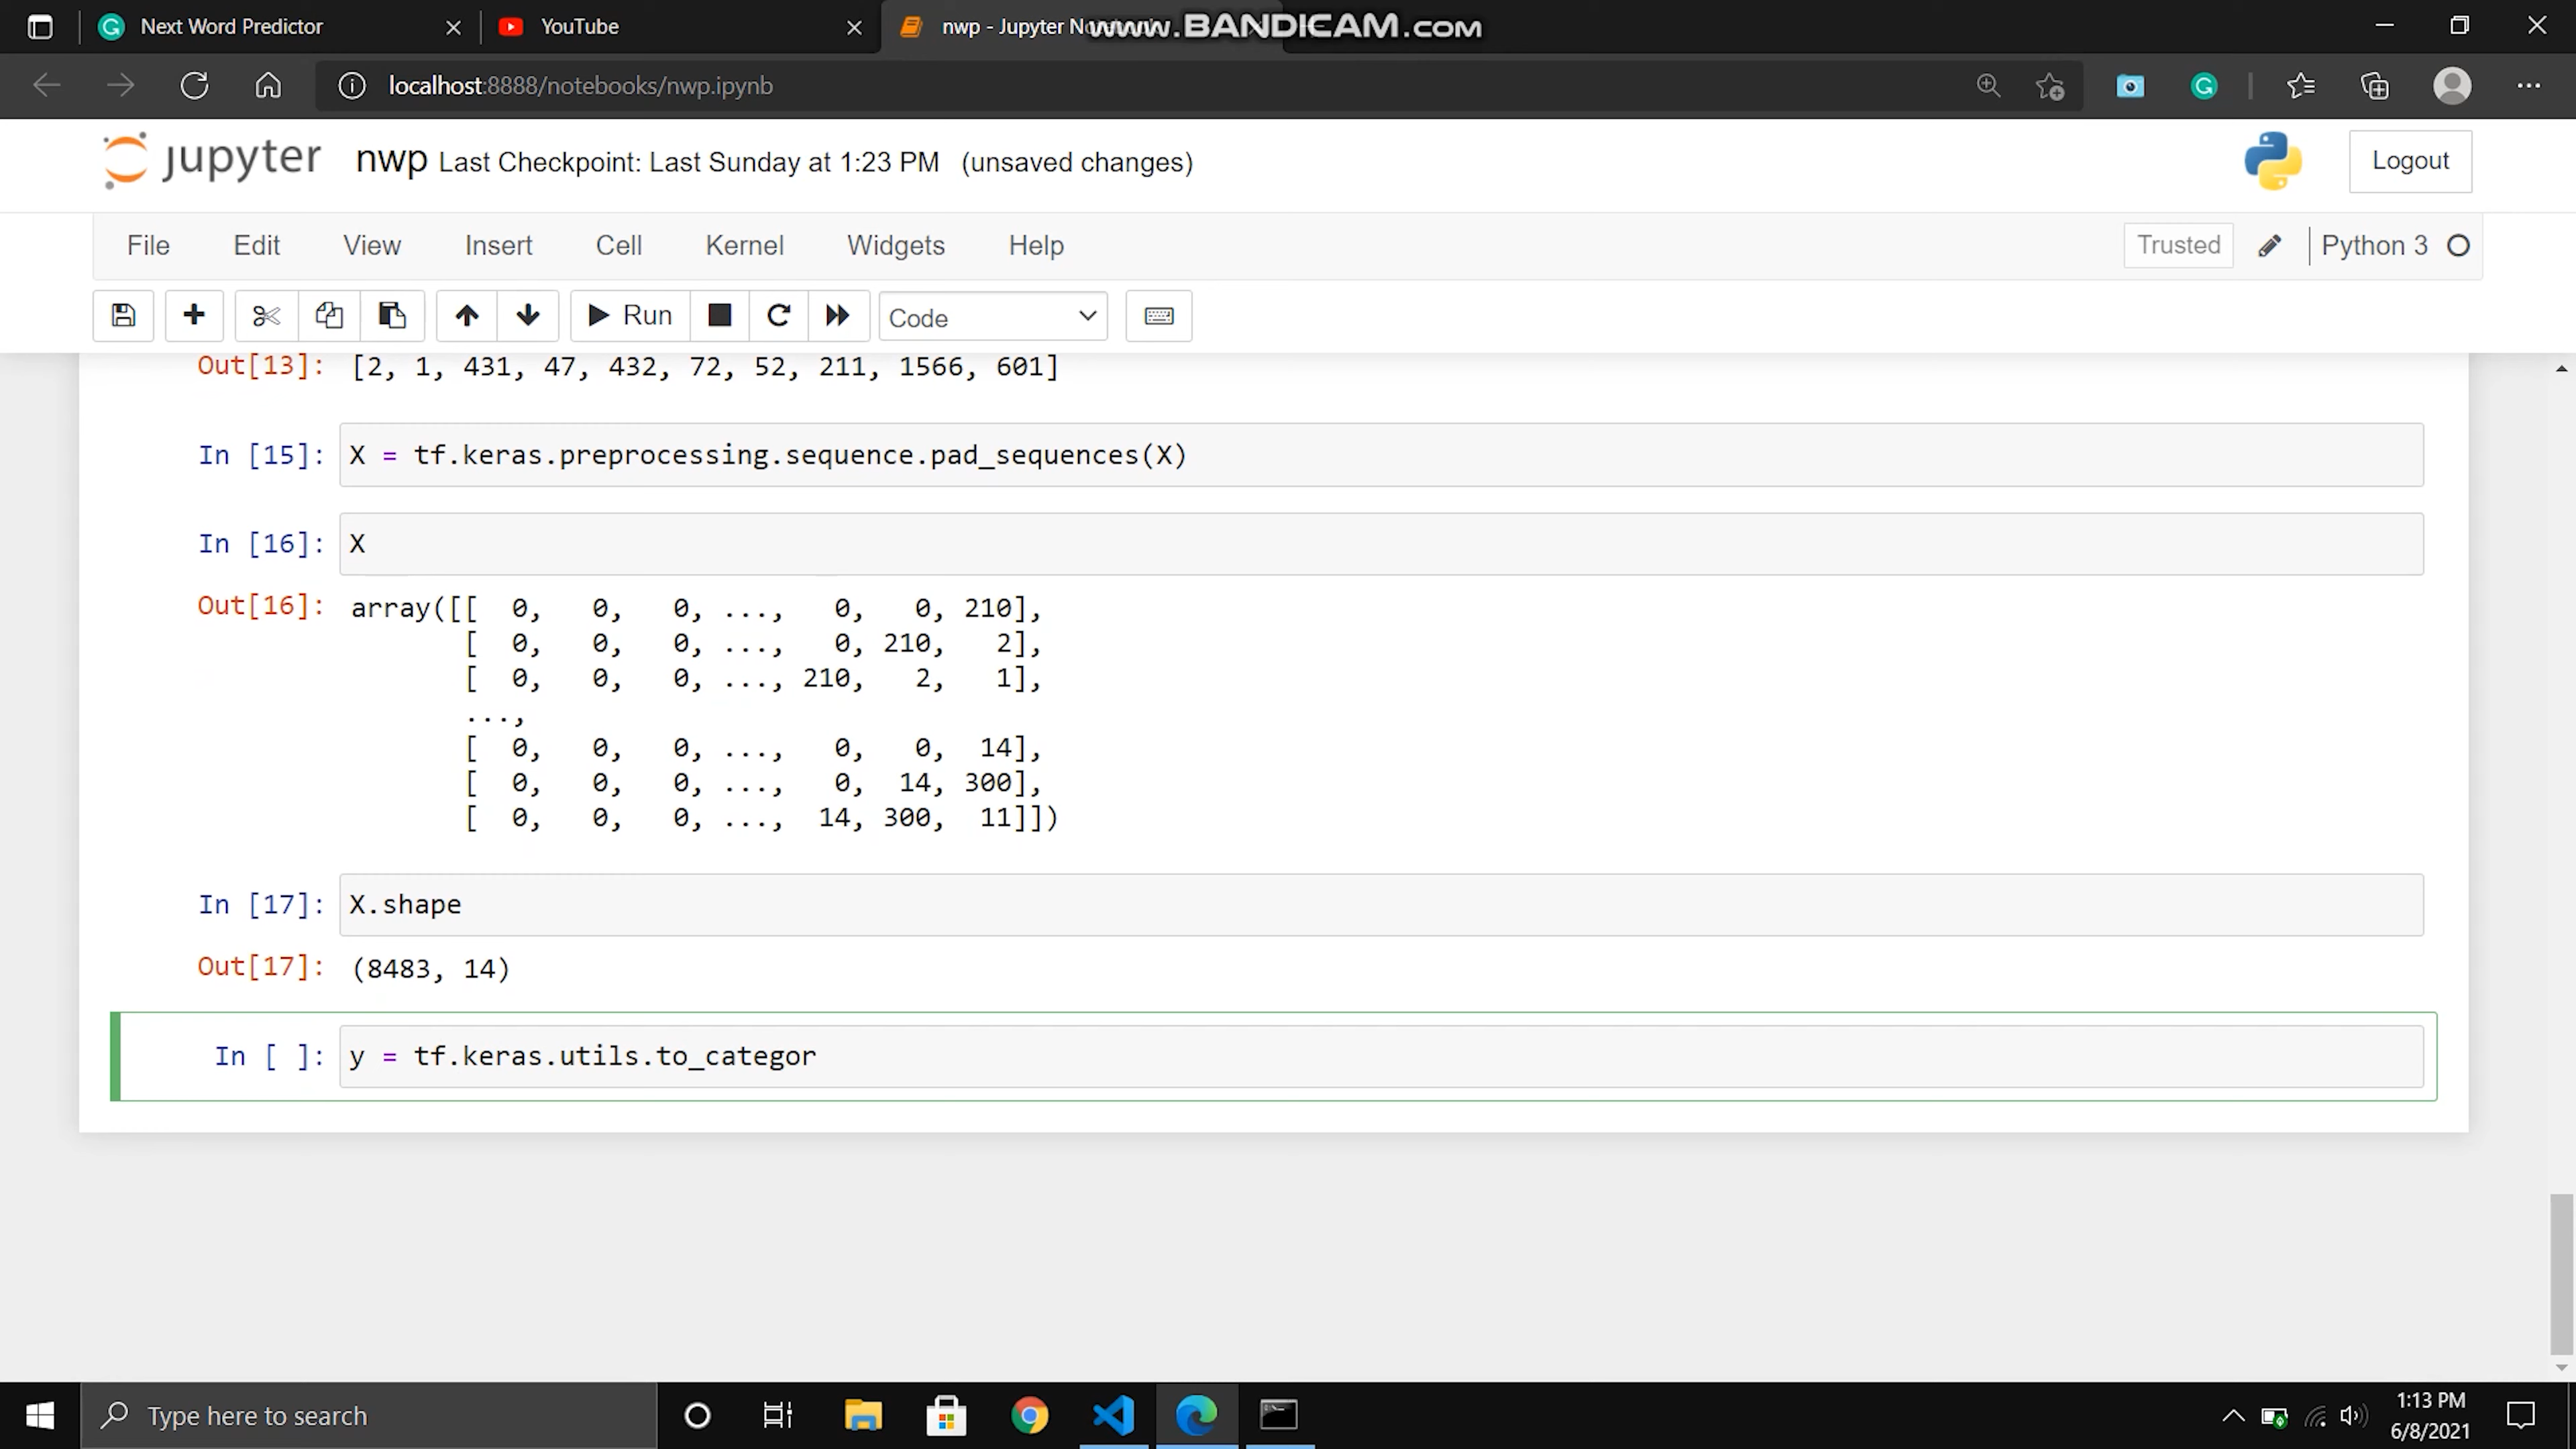 Next Word Predictor
YouTube
nwp - Jupyter
www.BANDICAM.com
localhost:8888/notebooks/nwp.ipynb
jupyter nwp Last Checkpoint: Last Sunday at 1:23 PM (unsaved changes)
Logout
File Edit View Insert Cell Kernel Widgets Help
Trusted
Python 3
Run
Code
Out[13]: [2, 1, 431, 47, 432, 72, 52, 211, 1566, 601]
In [15]: X = tf.keras.preprocessing.sequence.pad_sequences(X)
In [16]: X
Out[16]: array([[ 0, 0, 0, ..., 0, 0, 210],
[ 0, 0, 0, ..., 0, 210, 2],
[ 0, 0, 0, ..., 210, 2, 1],
...,
[ 0, 0, 0, ..., 0, 0, 14],
[ 0, 0, 0, ..., 0, 14, 300],
[ 0, 0, 0, ..., 14, 300, 11]])
In [17]: X.shape
Out[17]: (8483, 14)
In [ ]: y = tf.keras.utils.to_categor
Type here to search
1:13 PM
6/8/2021